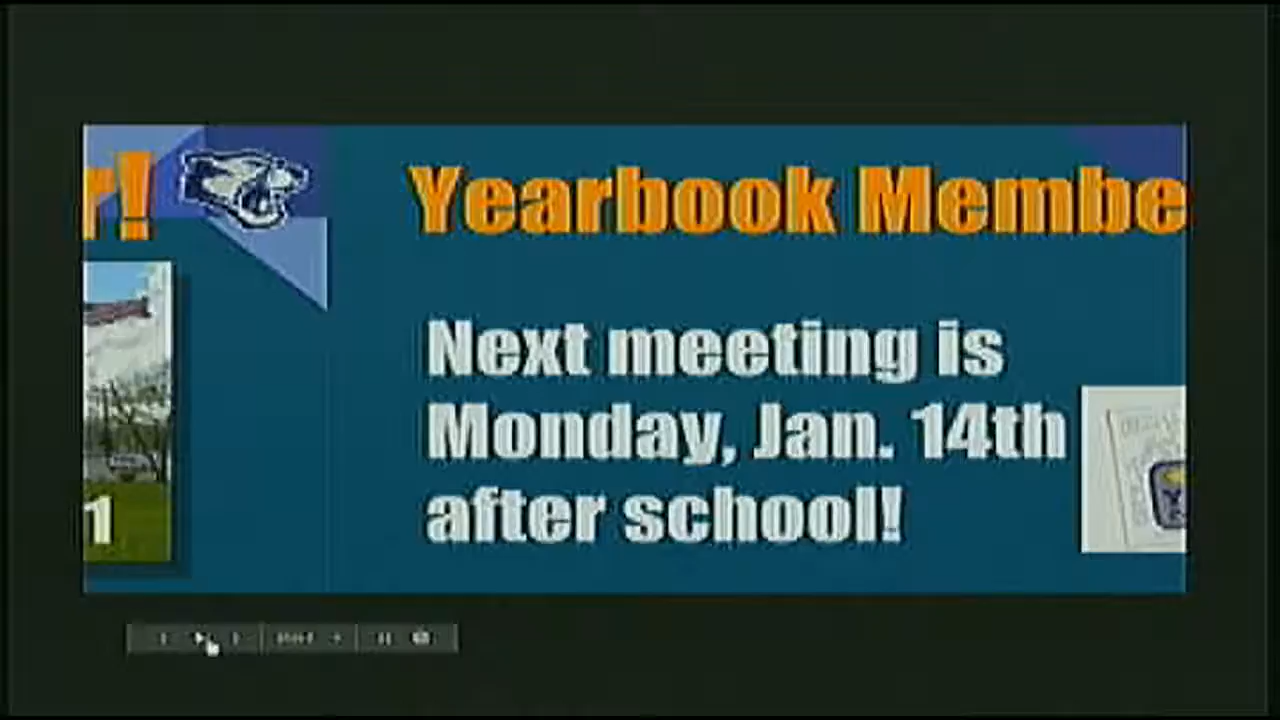 r!
Yearbook Membe
Next meeting is
Monday, Jan. 14th
after school!
1